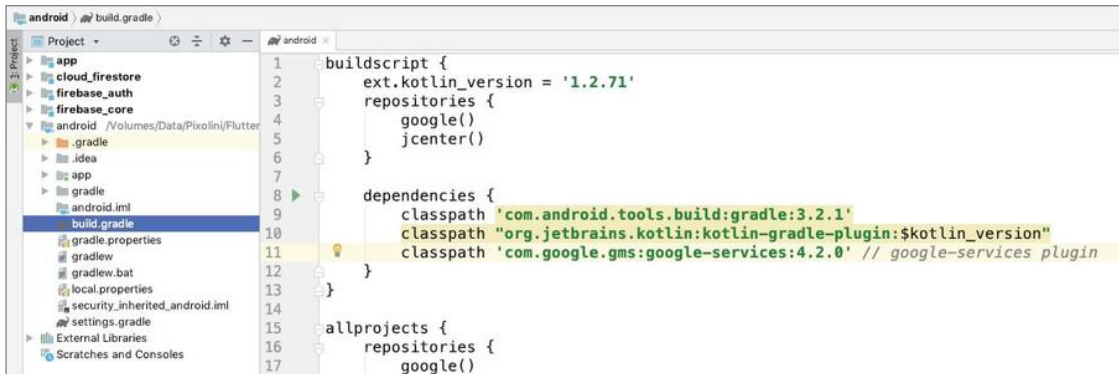 android build.gradle
1: Project
Project
android
app
cloud_firestore
firebase_auth
firebase_core
android /Volumes/Data/Pixolini/Flutter
.gradle
.idea
app
gradle
android.iml
build.gradle
gradle.properties
gradlew
gradlew.bat
local.properties
security_inherited_android.iml
settings.gradle
External Libraries
Scratches and Consoles
1 buildscript {
2 ext.kotlin_version = '1.2.71'
3 repositories {
4 google()
5 jcenter()
6 }
7
8 dependencies {
9 classpath 'com.android.tools.build:gradle:3.2.1'
10 classpath "org.jetbrains.kotlin:kotlin-gradle-plugin:$kotlin_version"
11 classpath 'com.google.gms:google-services:4.2.0' // google-services plugin
12 }
13 }
14
15 allprojects {
16 repositories {
17 google()